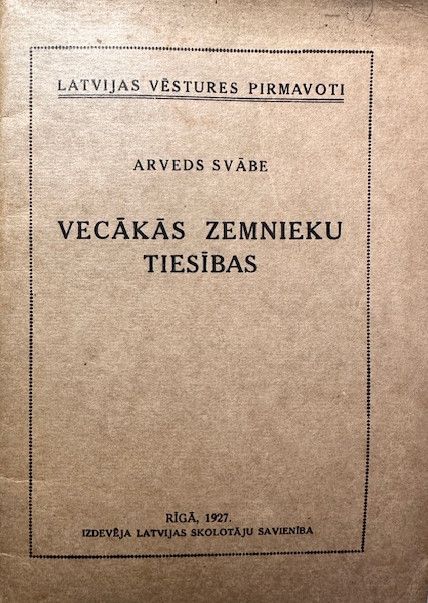 LATVIJAS VĒSTURES PIRMAVOTI
ARVEDS SVĀBE
VECĀKĀS ZEMNIEKU
TIESĪBAS
RĪGĀ, 1927.
IZDEVĒJA LATVIJAS SKOLOTĀJU SAVIENĪBA